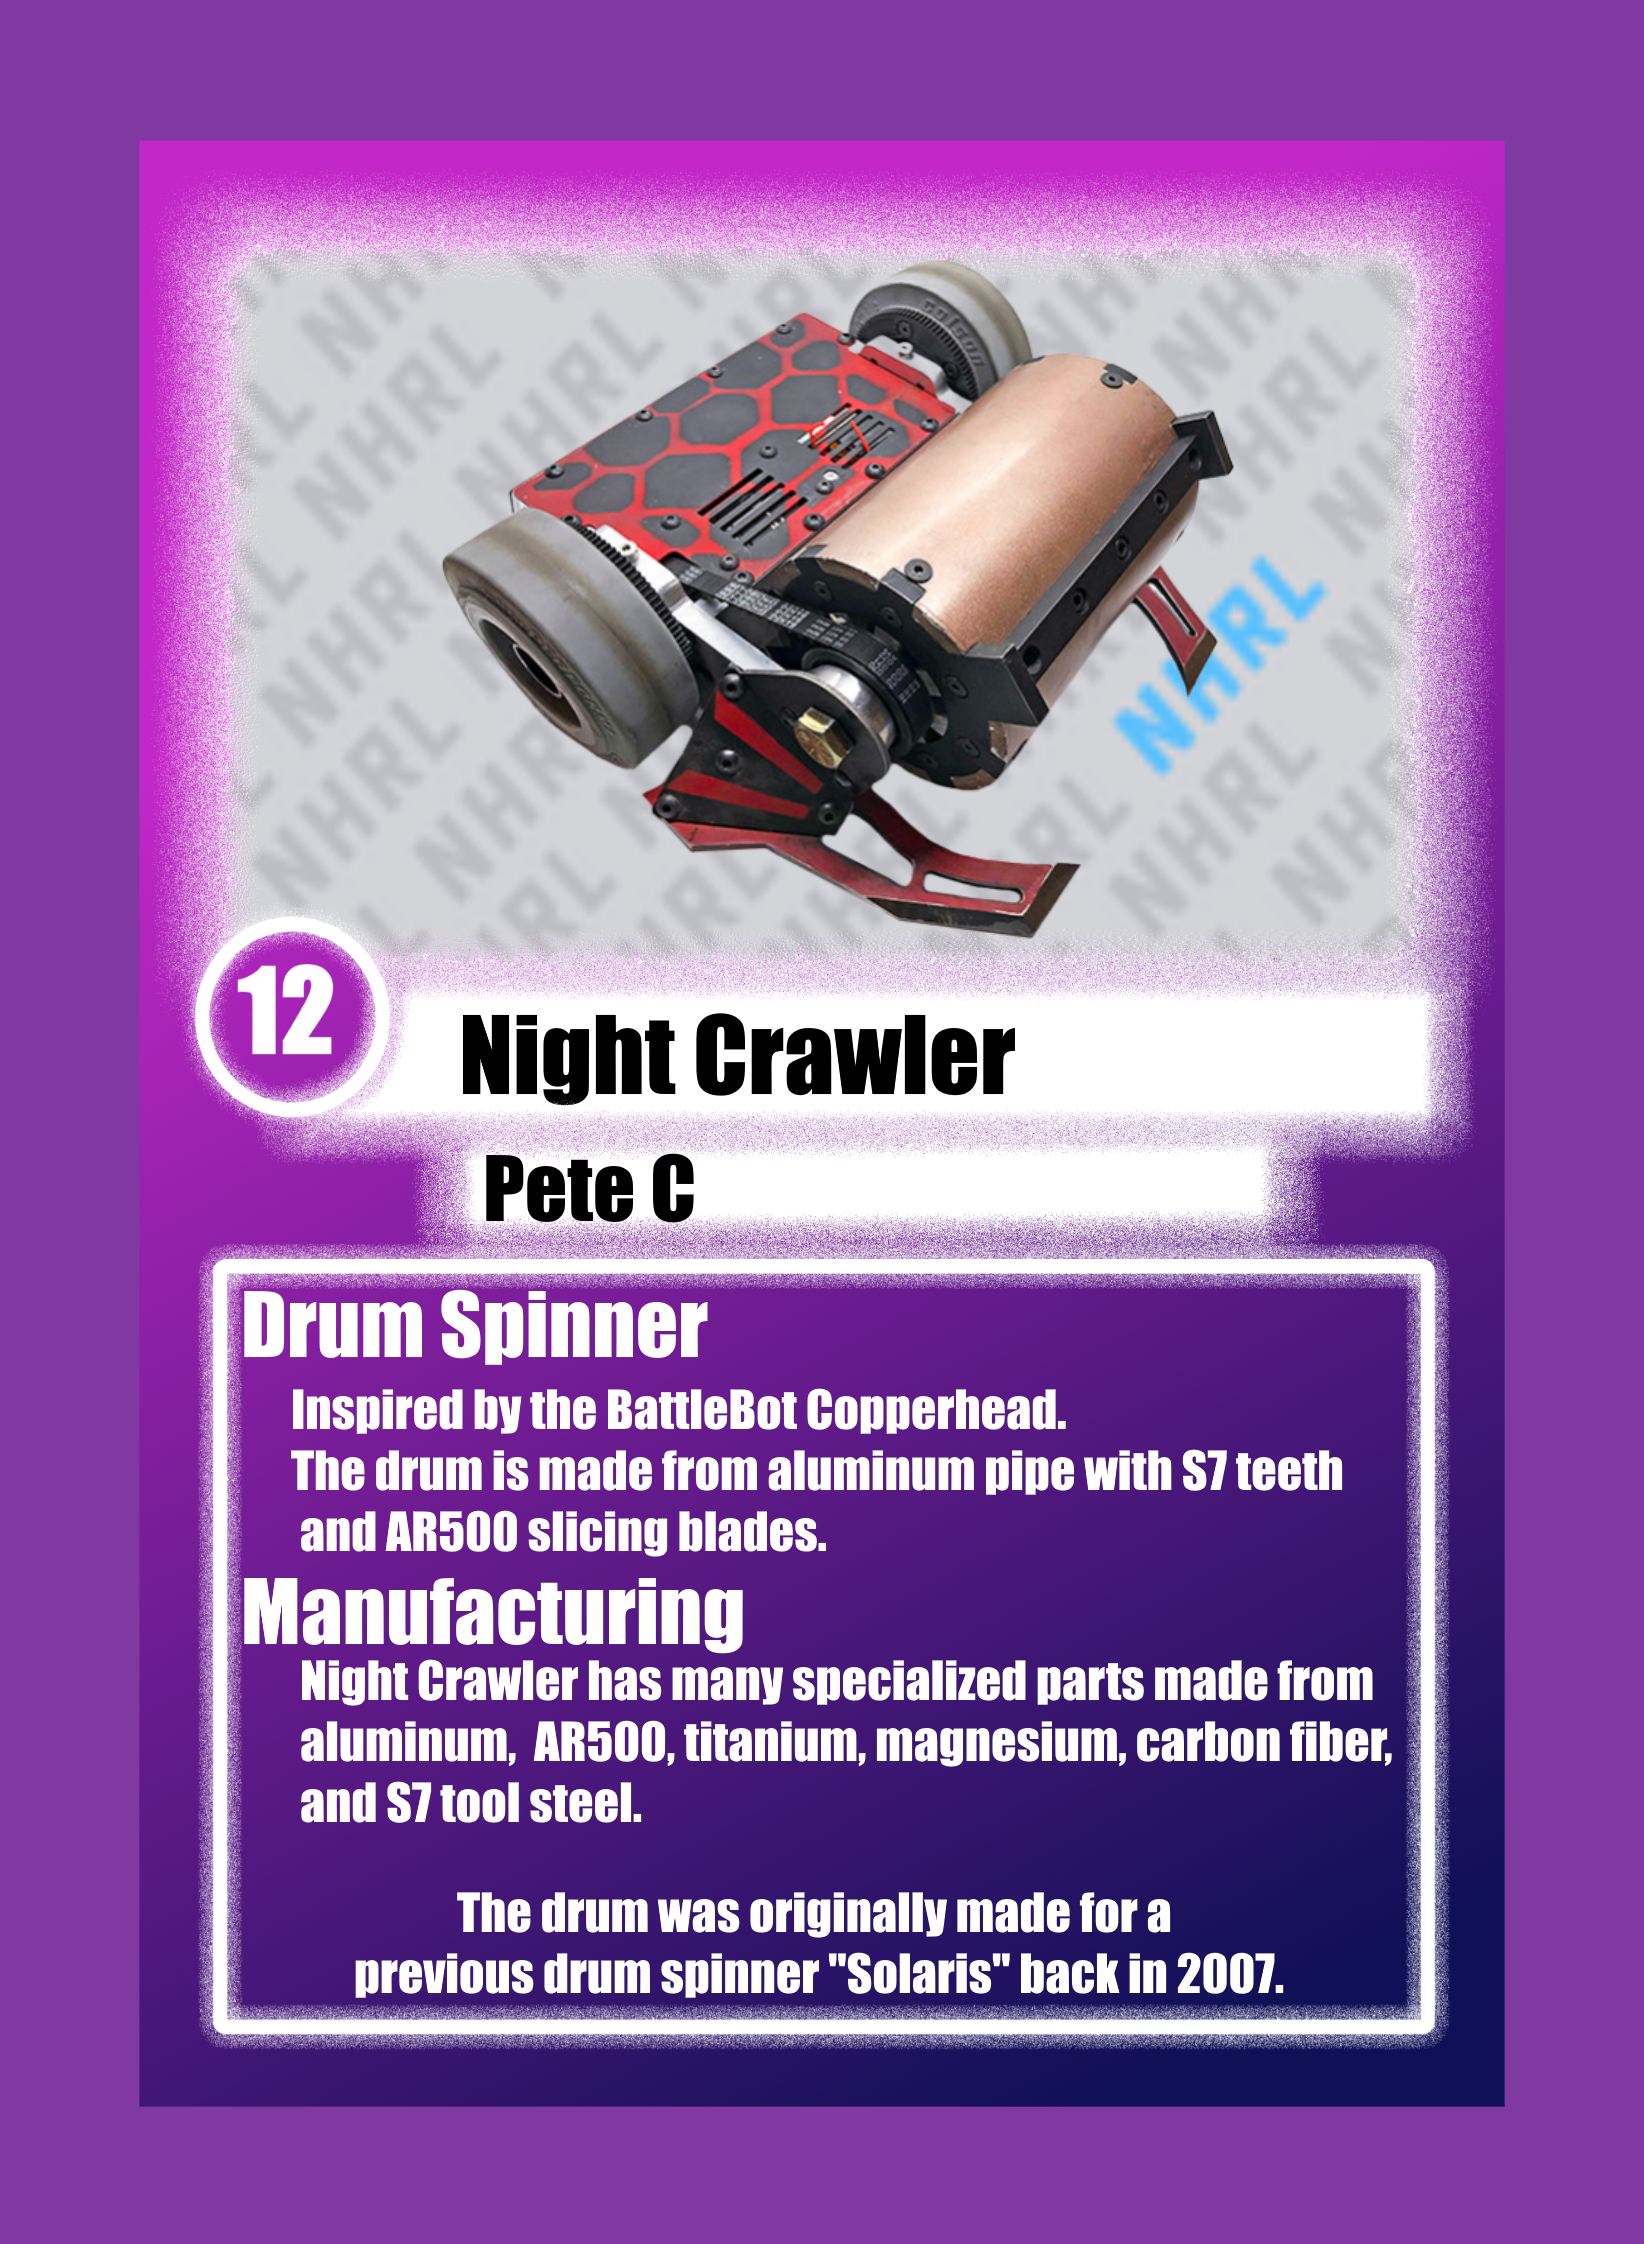 NHRL
12
Night Crawler
Pete C
Drum Spinner
Inspired by the BattleBot Copperhead.
The drum is made from aluminum pipe with S7 teeth
and AR500 slicing blades.
Manufacturing
Night Crawler has many specialized parts made from
aluminum,  AR500, titanium, magnesium, carbon fiber,
and S7 tool steel.
The drum was originally made for a
previous drum spinner "Solaris" back in 2007.